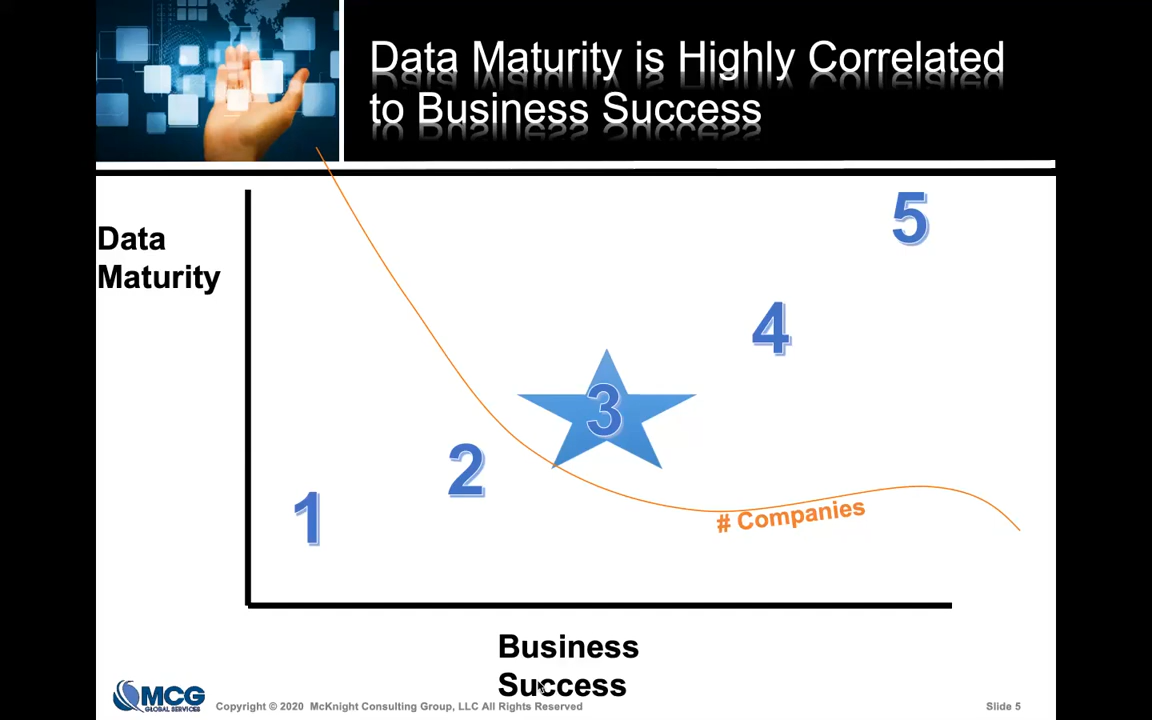 Data Maturity is Highly Correlated
to Business Success
Data
Maturity
5
4
3
2
1
# Companies
Business
Success
MCG
GLOBAL SERVICES
Copyright © 2020 McKnight Consulting Group, LLC All Rights Reserved
Slide 5